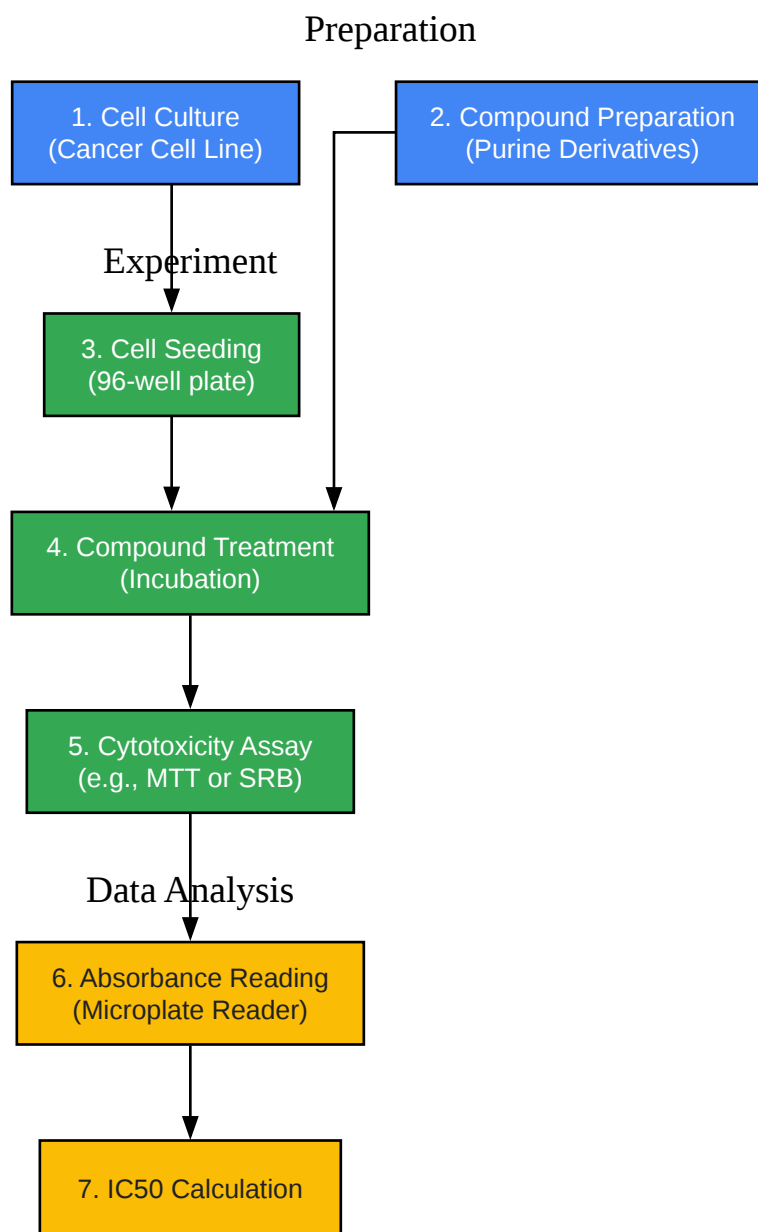 Preparation
1. Cell Culture
(Cancer Cell Line)
2. Compound Preparation
(Purine Derivatives)
Experiment
3. Cell Seeding
(96-well plate)
4. Compound Treatment
(Incubation)
5. Cytotoxicity Assay
(e.g., MTT or SRB)
Data Analysis
6. Absorbance Reading
(Microplate Reader)
7. IC50 Calculation